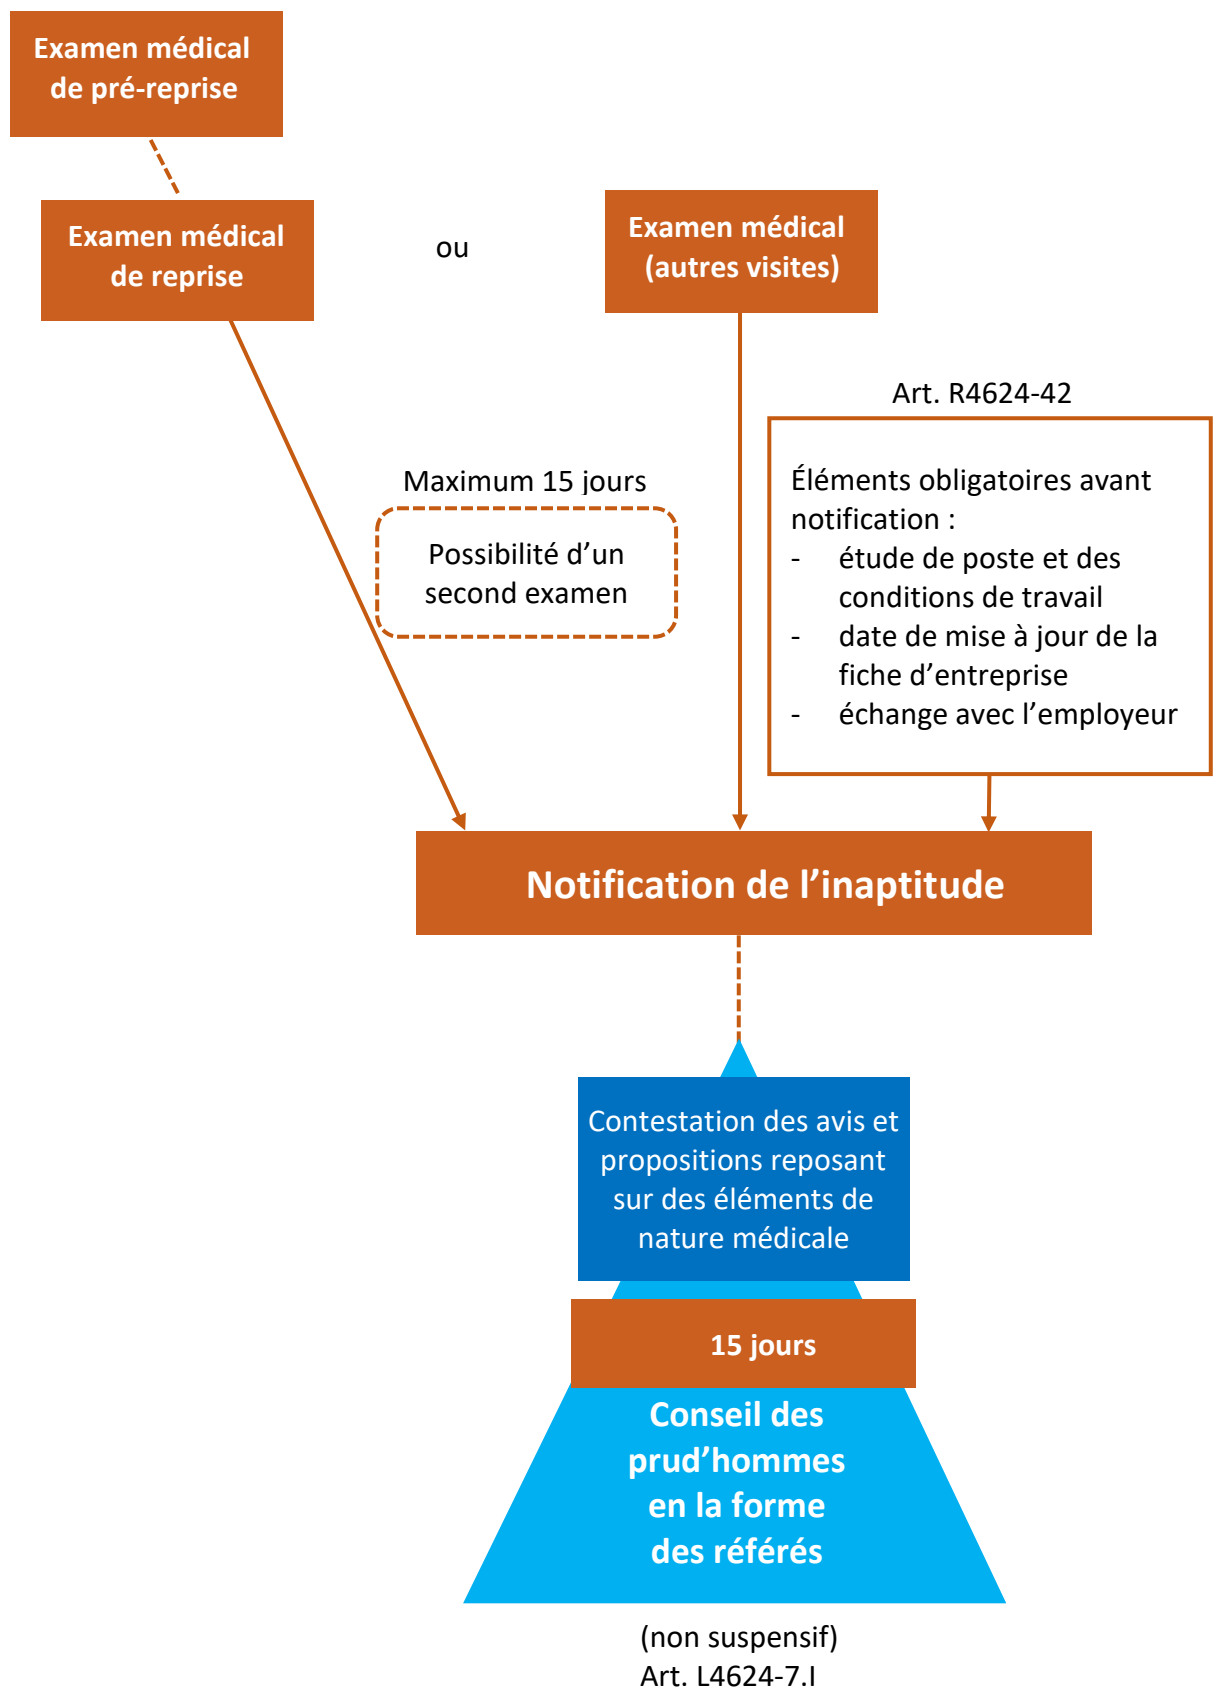 Examen médical
de pré-reprise
Examen médical
de reprise
ou
Examen médical
(autres visites)
Art. R4624-42
Maximum 15 jours
Possibilité d’un
second examen
Éléments obligatoires avant
notification :
- étude de poste et des
conditions de travail
- date de mise à jour de la
fiche d’entreprise
- échange avec l’employeur
Notification de l’inaptitude
Contestation des avis et
propositions reposant
sur des éléments de
nature médicale
15 jours
Conseil des
prud’hommes
en la forme
des référés
(non suspensif)
Art. L4624-7.I